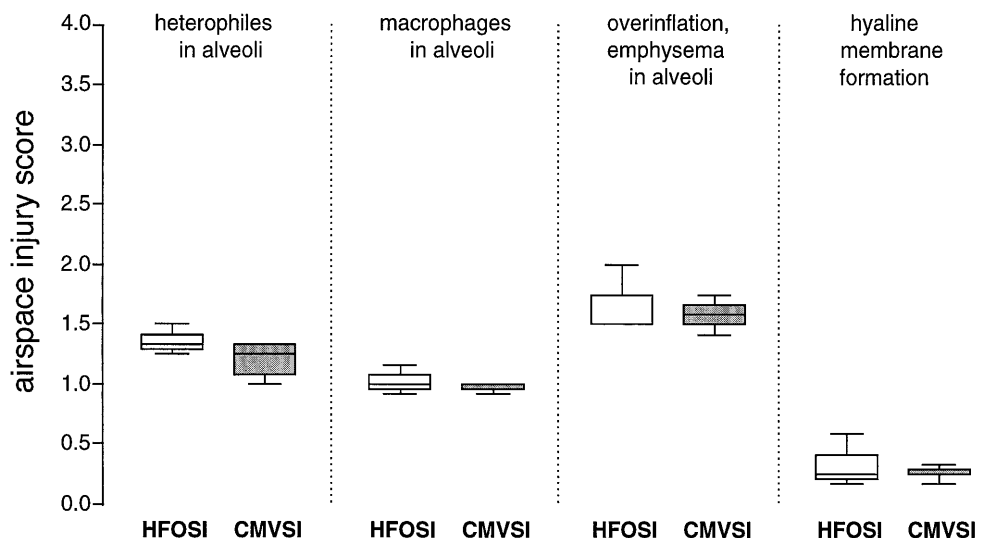 heterophiles
in alveoli
macrophages
in alveoli
overinflation,
emphysema
in alveoli
hyaline
membrane
formation
airspace injury score
4.0
3.5
3.0
2.5
2.0
1.5
1.0
0.5
0.0
HFOSI CMVSI HFOSI CMVSI HFOSI CMVSI HFOSI CMVSI